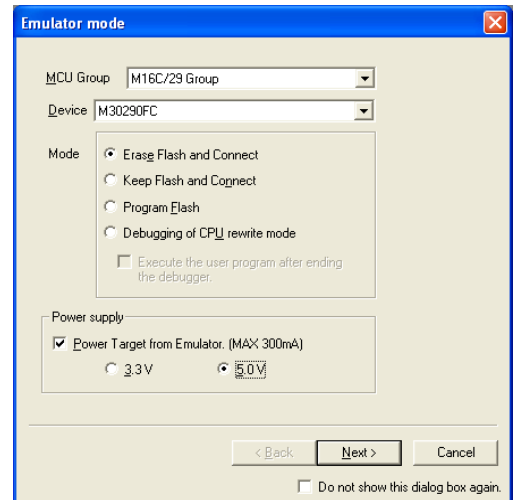 Emulator mode
MCU Group M16C/29 Group
Device M30290FC
Mode Erase Flash and Connect
Keep Flash and Connect
Program Flash
Debugging of CPU rewrite mode
Execute the user program after ending
the debugger.
Power supply
Power Target from Emulator. (MAX 300mA)
3.3 V 5.0 V
< Back Next > Cancel
Do not show this dialog box again.